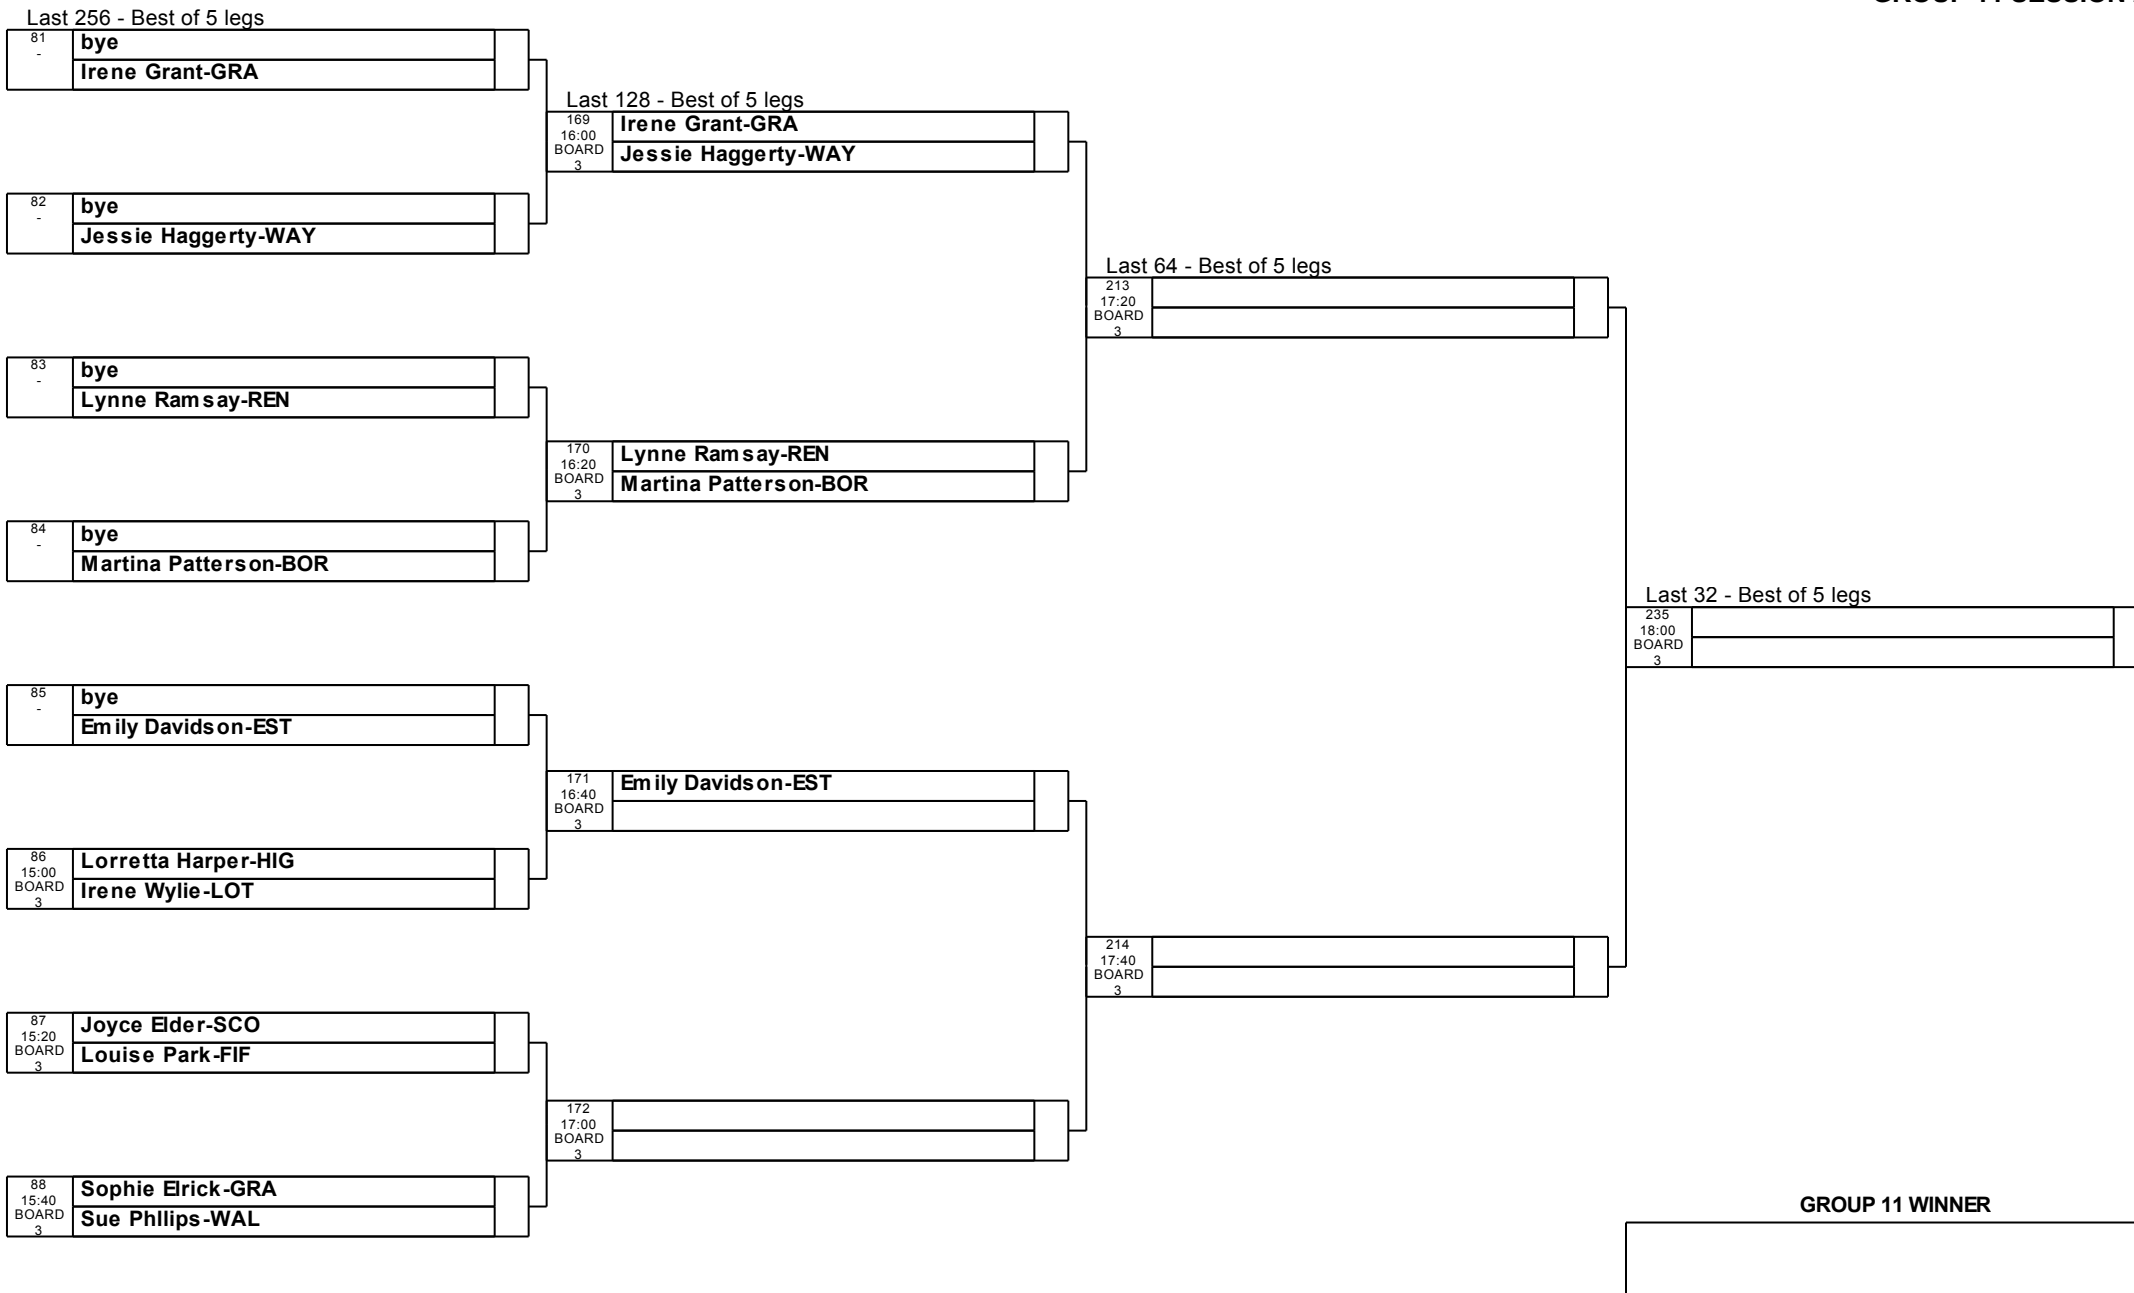 Last 256 - Best of 5 legs
81
-
bye
Irene Grant-GRA
82
-
bye
Jessie Haggerty-WAY
83
-
bye
Lynne Ramsay-REN
84
-
bye
Martina Patterson-BOR
85
-
bye
Emily Davidson-EST
86
15:00
BOARD
3
Lorretta Harper-HIG
Irene Wylie-LOT
87
15:20
BOARD
3
Joyce Elder-SCO
Louise Park-FIF
88
15:40
BOARD
3
Sophie Elrick-GRA
Sue Phllips-WAL
Last 128 - Best of 5 legs
169
16:00
BOARD
3
Irene Grant-GRA
Jessie Haggerty-WAY
170
16:20
BOARD
3
Lynne Ramsay-REN
Martina Patterson-BOR
171
16:40
BOARD
3
Emily Davidson-EST
172
17:00
BOARD
3
Last 64 - Best of 5 legs
213
17:20
BOARD
3
214
17:40
BOARD
3
Last 32 - Best of 5 legs
235
18:00
BOARD
3
GROUP 11 WINNER